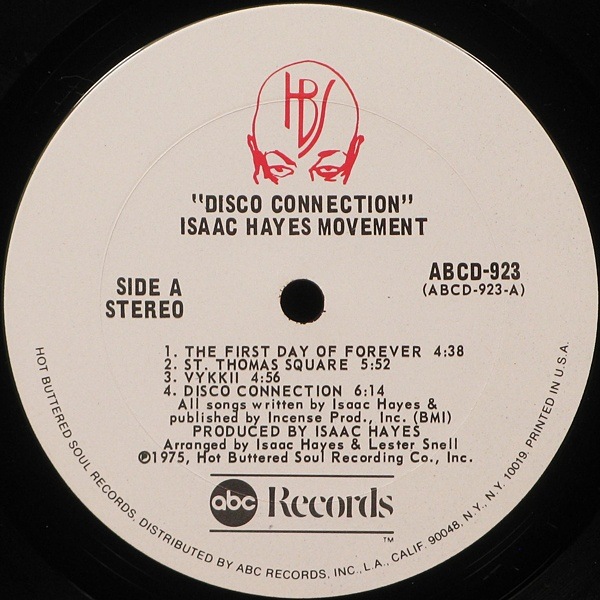 HBS
"DISCO CONNECTION"
ISAAC HAYES MOVEMENT
SIDE A
STEREO
ABCD-923
(ABCD-923-A)
1. THE FIRST DAY OF FOREVER 4:38
2. ST. THOMAS SQUARE 5:52
3. VYKKII 4:56
4. DISCO CONNECTION 6:14
All songs written by Isaac Hayes &
published by Incense Prod., Inc. (BMI)
PRODUCED BY ISAAC HAYES
Arranged by Isaac Hayes & Lester Snell
℗1975, Hot Buttered Soul Recording Co., Inc.
abc Records
TM
HOT BUTTERED SOUL RECORDS. DISTRIBUTED BY ABC RECORDS, INC., L.A., CALIF. 90048, N.Y., N.Y. 10019. PRINTED IN U.S.A.